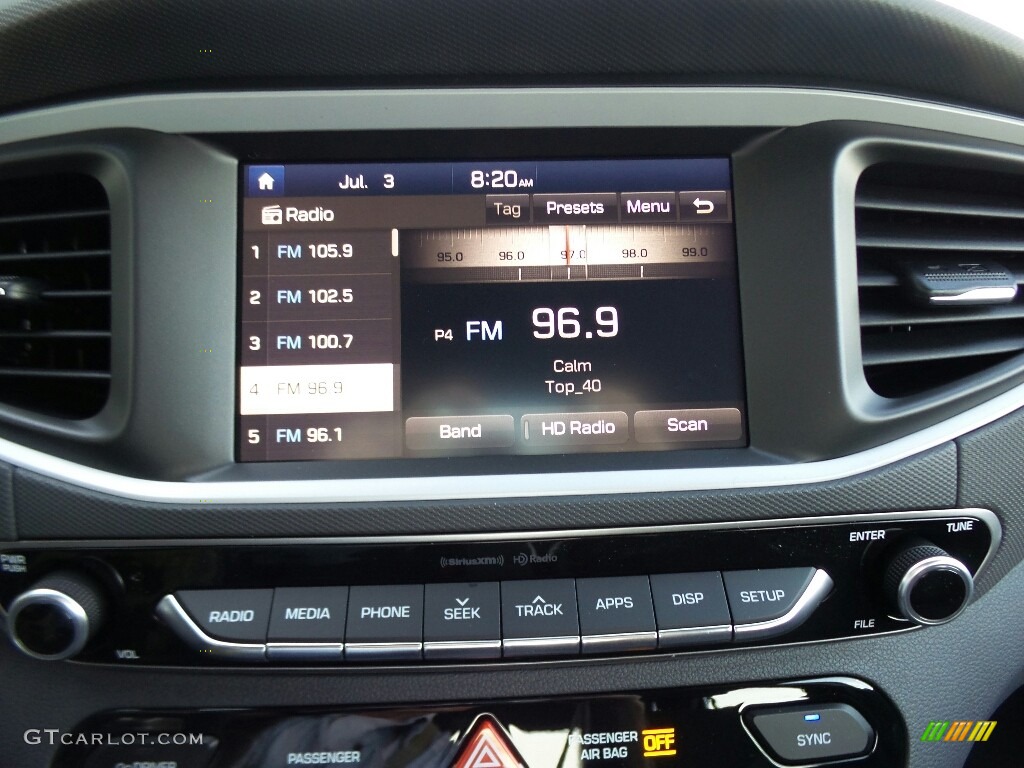 Jul. 3 8:20AM
Radio Tag Presets Menu
1 FM 105.9
2 FM 102.5
3 FM 100.7
4 FM 96.9
5 FM 96.1
95.0 96.0 97.0 98.0 99.0
P4 FM 96.9
Calm
Top_40
Band HD Radio Scan
PWR
PUSH
VOL
SiriusXM HD Radio
ENTER TUNE
FILE
RADIO MEDIA PHONE SEEK TRACK APPS DISP SETUP
DRIVER PASSENGER
PASSENGER
AIR BAG OFF
SYNC
GTCARLOT.COM